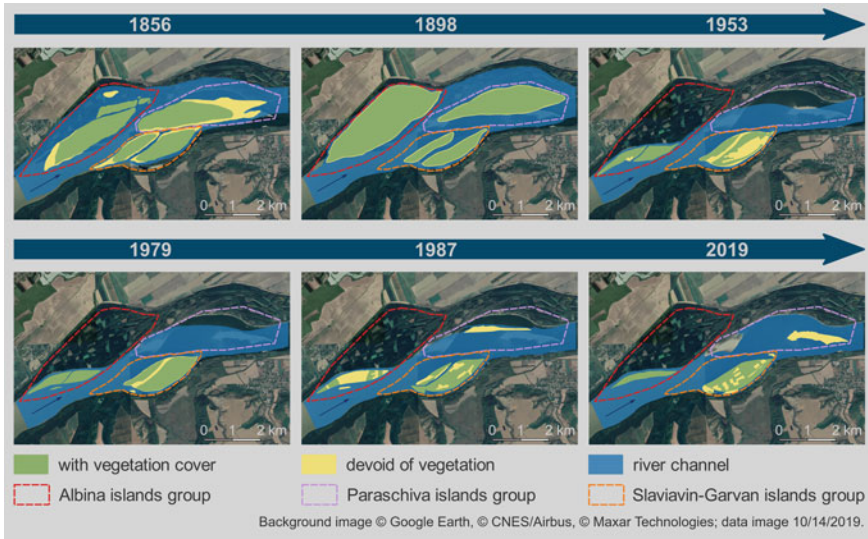 1856 1898 1953
0 1 2 km 0 1 2 km 0 1 2 km
1979 1987 2019
0 1 2 km 0 1 2 km 0 1 2 km
with vegetation cover devoid of vegetation river channel
Albina islands group Paraschiva islands group Slaviavin-Garvan islands group
Background image © Google Earth, © CNES/Airbus, © Maxar Technologies; data image 10/14/2019.